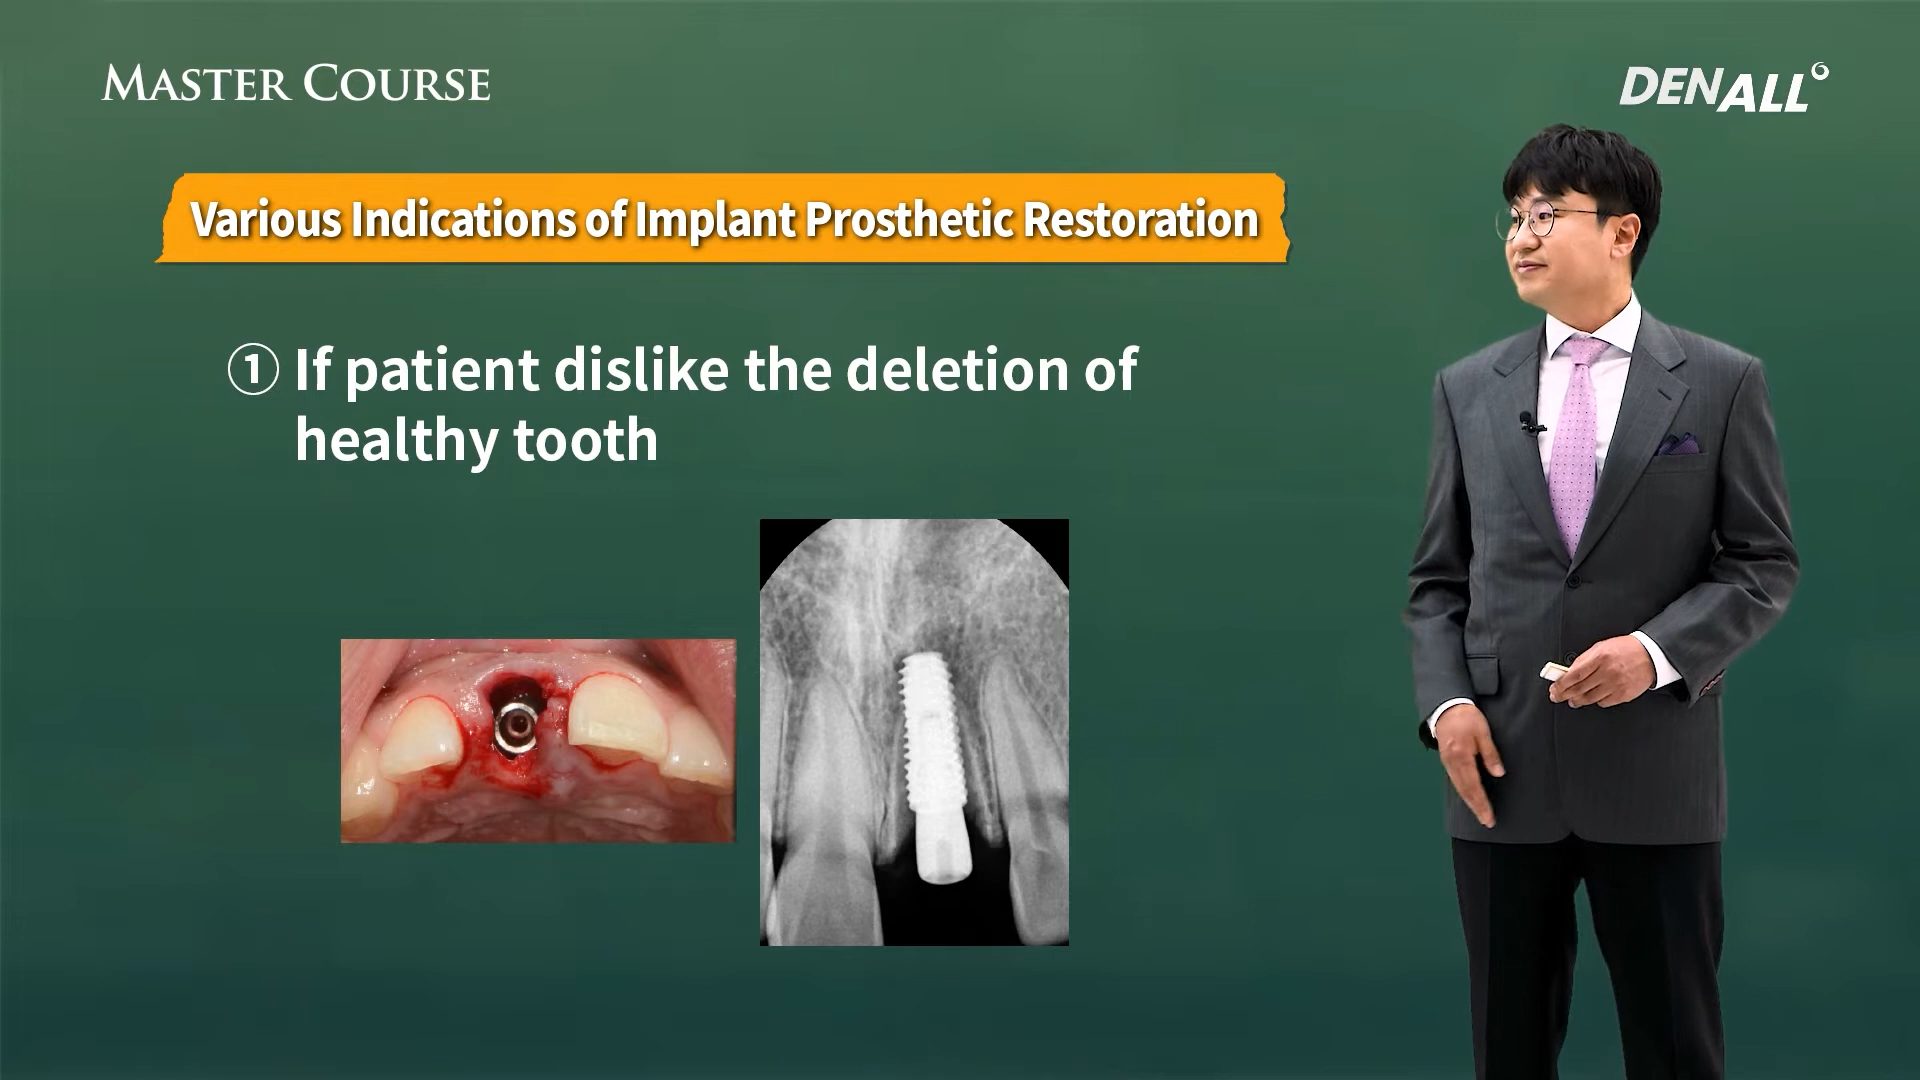 MASTER COURSE
DENALL
Various Indications of Implant Prosthetic Restoration
① If patient dislike the deletion of
healthy tooth